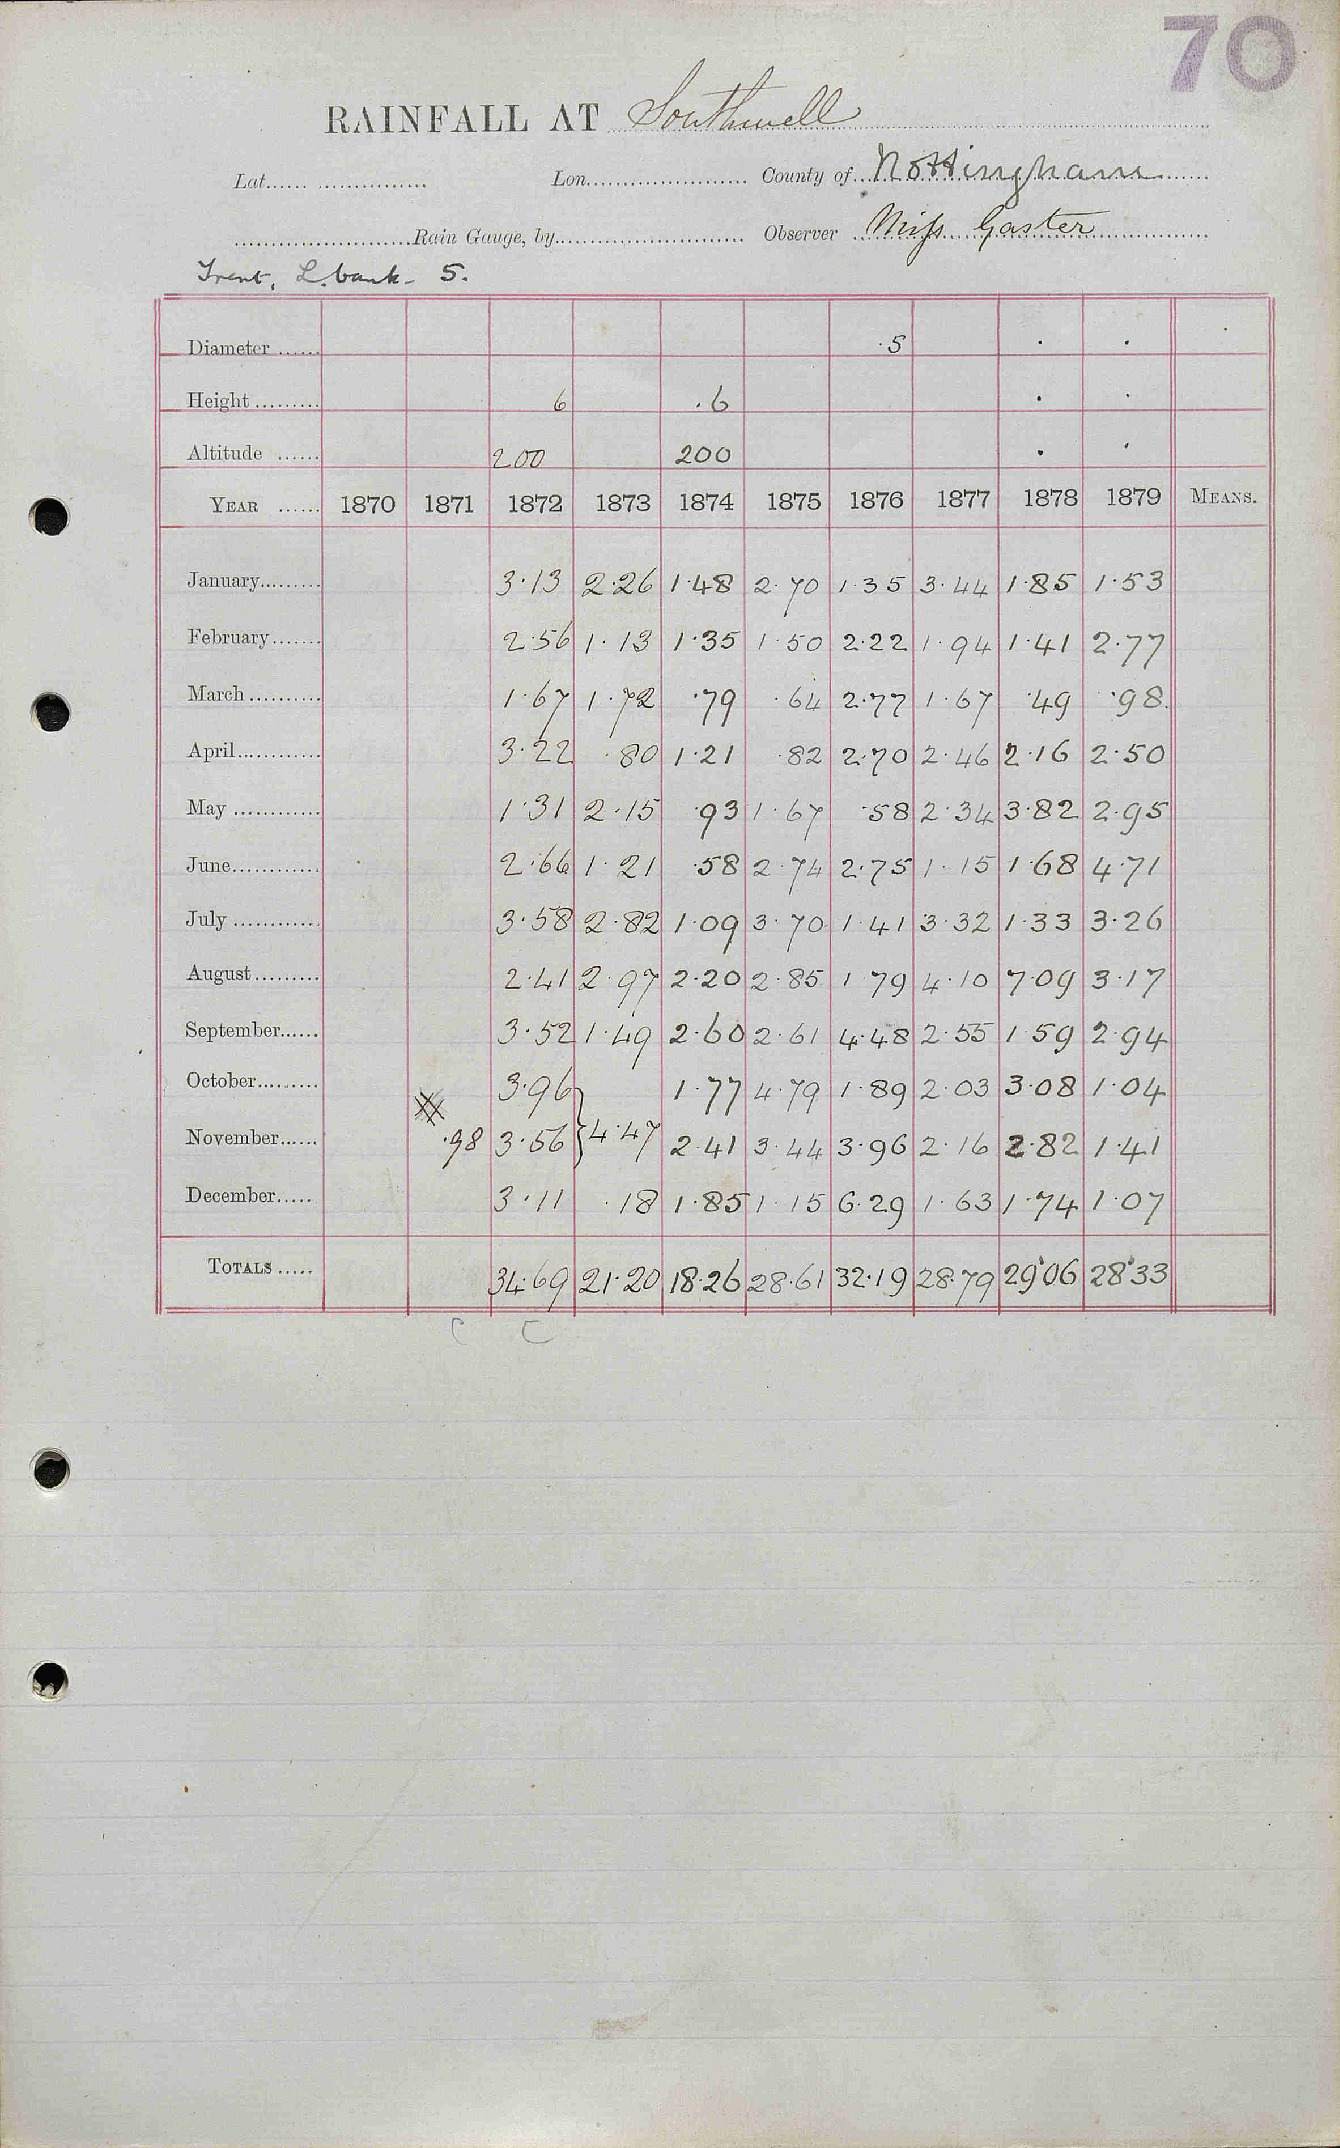 70
RAINFALL AT Southwell
Lat. Lon. County of Nottingham
Rain Gauge, by Observer Miss Gaster
Trent, L. bank - 5.
Diameter ·5
Height 6 ·6
Altitude 200 200
YEAR 1870 1871 1872 1873 1874 1875 1876 1877 1878 1879 MEANS.
January 3·13 2·26 1·48 2·70 1·35 3·44 1·85 1·53
February 2·56 1·13 1·35 1·50 2·22 1·94 1·41 2·77
March 1·67 1·72 ·79 ·64 2·77 1·67 ·49 ·98
April 3·22 ·80 1·21 ·82 2·70 2·46 2·16 2·50
May 1·31 2·15 ·93 1·67 ·58 2·34 3·82 2·95
June 2·66 1·21 ·58 2·74 2·75 1·15 1·68 4·71
July 3·58 2·82 1·09 3·70 1·41 3·32 1·33 3·26
August 2·41 2·97 2·20 2·85 1·79 4·10 7·09 3·17
September 3·52 1·49 2·60 2·61 4·48 2·55 1·59 2·94
October 3·96 1·77 4·79 1·89 2·03 3·08 1·04
November ·98 3·56 } 4·47 2·41 3·44 3·96 2·16 2·82 1·41
December 3·11 ·18 1·85 1·15 6·29 1·63 1·74 1·07
TOTALS 34·69 21·20 18·26 28·61 32·19 28·79 29·06 28·33
C C